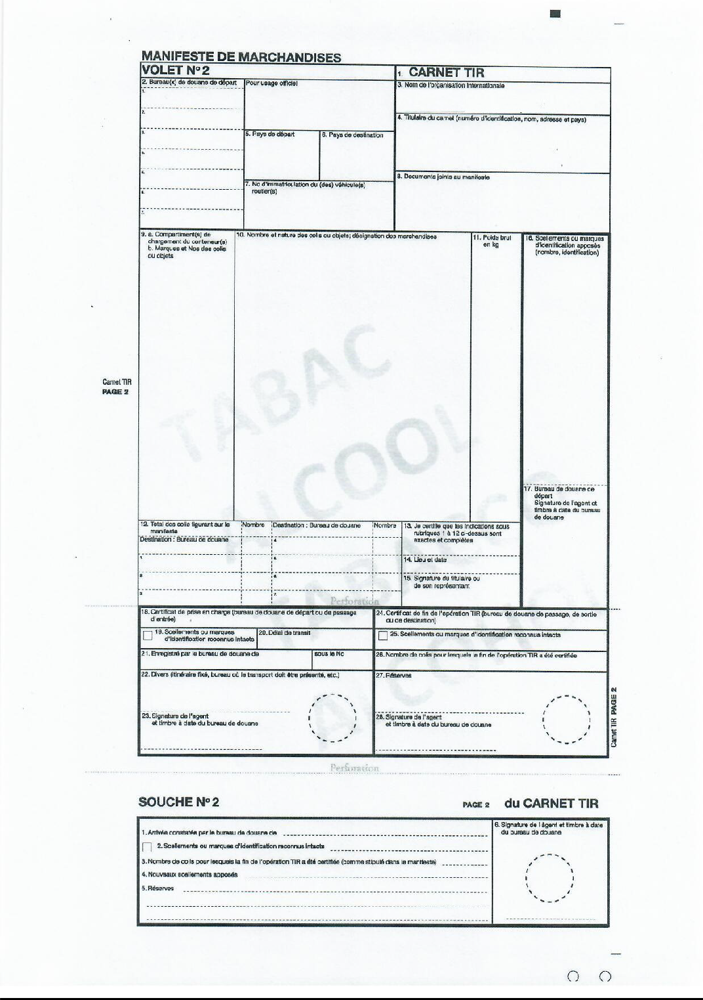 MANIFESTE DE MARCHANDISES
VOLET N° 2
1. CARNET TIR
2. Bureau(x) de douane de départ
1.
2.
3.
4.
5.
6.
7.
Pour usage officiel
3. Nom de l'organisation internationale
4. Titulaire du carnet (numéro d'identification, nom, adresse et pays)
5. Pays de départ
6. Pays de destination
7. No d'immatriculation du (des) véhicule(s)
routier(s)
8. Documents joints au manifeste
9. a. Compartiment(s) de
chargement du conteneur(s)
b. Marques et Nos des colis
ou objets
10. Nombre et nature des colis ou objets; désignation des marchandises
11. Poids brut
en kg
16. Scellements ou marques
d'identification apposés
(nombre, identification)
TABAC
ALCOOL
TABACCO
ALCOHOL
Carnet TIR
PAGE 2
17. Bureau de douane de
départ
Signature de l'agent et
timbre à date du bureau
de douane
12. Total des colis figurant sur le
manifeste
Destination : Bureau de douane
1.
2.
3.
Nombre
Destination : Bureau de douane
4.
5.
6.
7.
Nombre
13. Je certifie que les indications sous
rubriques 1 à 12 ci-dessus sont
exactes et complètes
14. Lieu et date
15. Signature du titulaire ou
de son représentant
Perforation
18. Certificat de prise en charge (bureau de douane de départ ou de passage
d'entrée)
19. Scellements ou marques
d'identification reconnus intacts
20. Délai de transit
21. Enregistré par le bureau de douane de
sous le No
22. Divers (itinéraire fixé, bureau où le transport doit être présenté, etc.)
23. Signature de l'agent
et timbre à date du bureau de douane
24. Certificat de fin de l'opération TIR (bureau de douane de passage, de sortie
ou de destination)
25. Scellements ou marques d'identification reconnus intacts
26. Nombre de colis pour lesquels la fin de l'opération TIR a été certifiée
27. Réserves
28. Signature de l'agent
et timbre à date du bureau de douane
Carnet TIR PAGE 2
Perforation
SOUCHE N° 2
PAGE 2 du CARNET TIR
1. Arrivée constatée par le bureau de douane de
2. Scellements ou marques d'identification reconnus intacts
3. Nombre de colis pour lesquels la fin de l'opération TIR a été certifiée (comme stipulé dans le manifeste)
4. Nouveaux scellements apposés
5. Réserves
6. Signature de l'agent et timbre à date
du bureau de douane